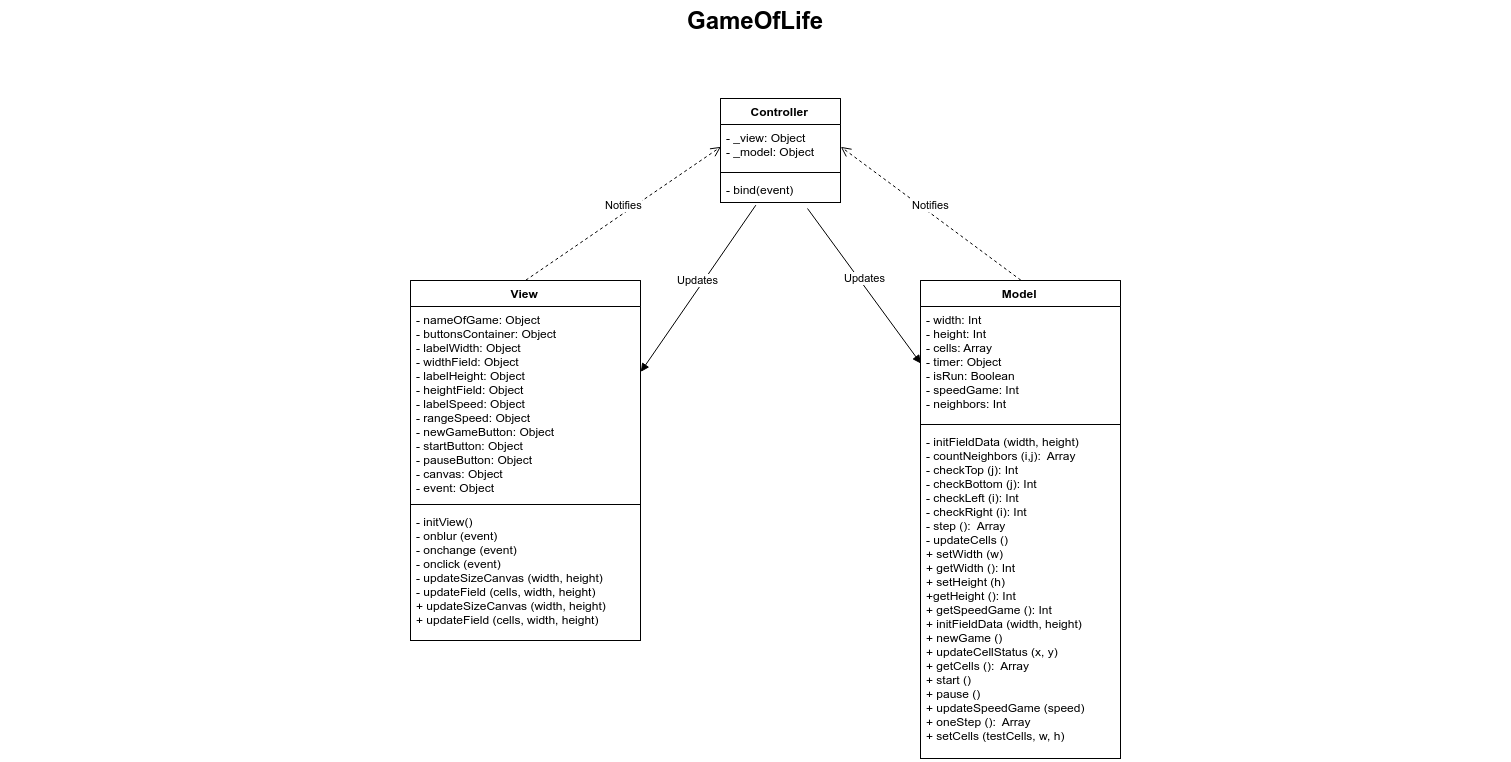 GameOfLife
Controller
- _view: Object
- _model: Object
- bind(event)
Notifies
Notifies
Updates
Updates
View
- nameOfGame: Object
- buttonsContainer: Object
- labelWidth: Object
- widthField: Object
- labelHeight: Object
- heightField: Object
- labelSpeed: Object
- rangeSpeed: Object
- newGameButton: Object
- startButton: Object
- pauseButton: Object
- canvas: Object
- event: Object
- initView()
- onblur (event)
- onchange (event)
- onclick (event)
- updateSizeCanvas (width, height)
- updateField (cells, width, height)
+ updateSizeCanvas (width, height)
+ updateField (cells, width, height)
Model
- width: Int
- height: Int
- cells: Array
- timer: Object
- isRun: Boolean
- speedGame: Int
- neighbors: Int
- initFieldData (width, height)
- countNeighbors (i,j):  Array
- checkTop (j): Int
- checkBottom (j): Int
- checkLeft (i): Int
- checkRight (i): Int
- step ():  Array
- updateCells ()
+ setWidth (w)
+ getWidth (): Int
+ setHeight (h)
+getHeight (): Int
+ getSpeedGame (): Int
+ initFieldData (width, height)
+ newGame ()
+ updateCellStatus (x, y)
+ getCells ():  Array
+ start ()
+ pause ()
+ updateSpeedGame (speed)
+ oneStep ():  Array
+ setCells (testCells, w, h)